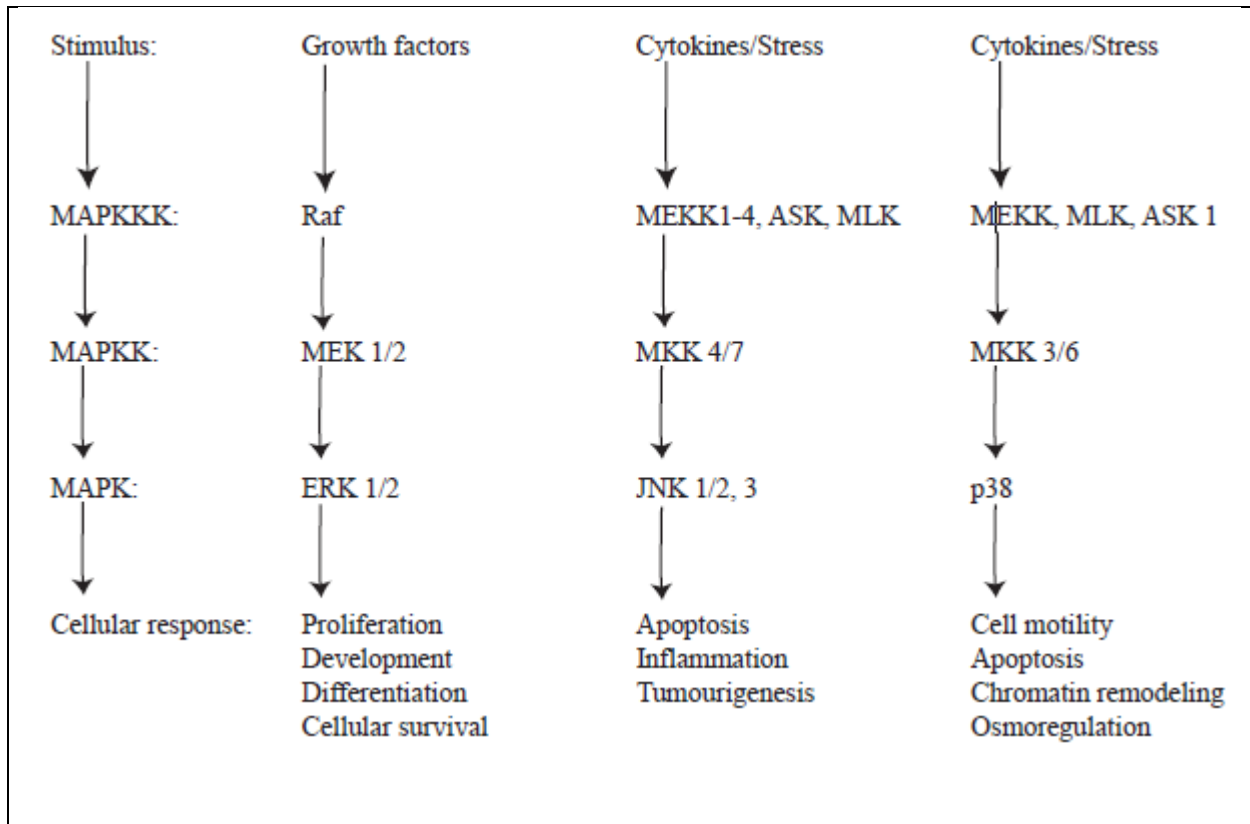 Stimulus: Growth factors Cytokines/Stress Cytokines/Stress
MAPKKK: Raf MEKK1-4, ASK, MLK MEKK, MLK, ASK 1
MAPKK: MEK 1/2 MKK 4/7 MKK 3/6
MAPK: ERK 1/2 JNK 1/2, 3 p38
Cellular response: Proliferation Apoptosis Cell motility
Development Inflammation Apoptosis
Differentiation Tumourigenesis Chromatin remodeling
Cellular survival Osmoregulation